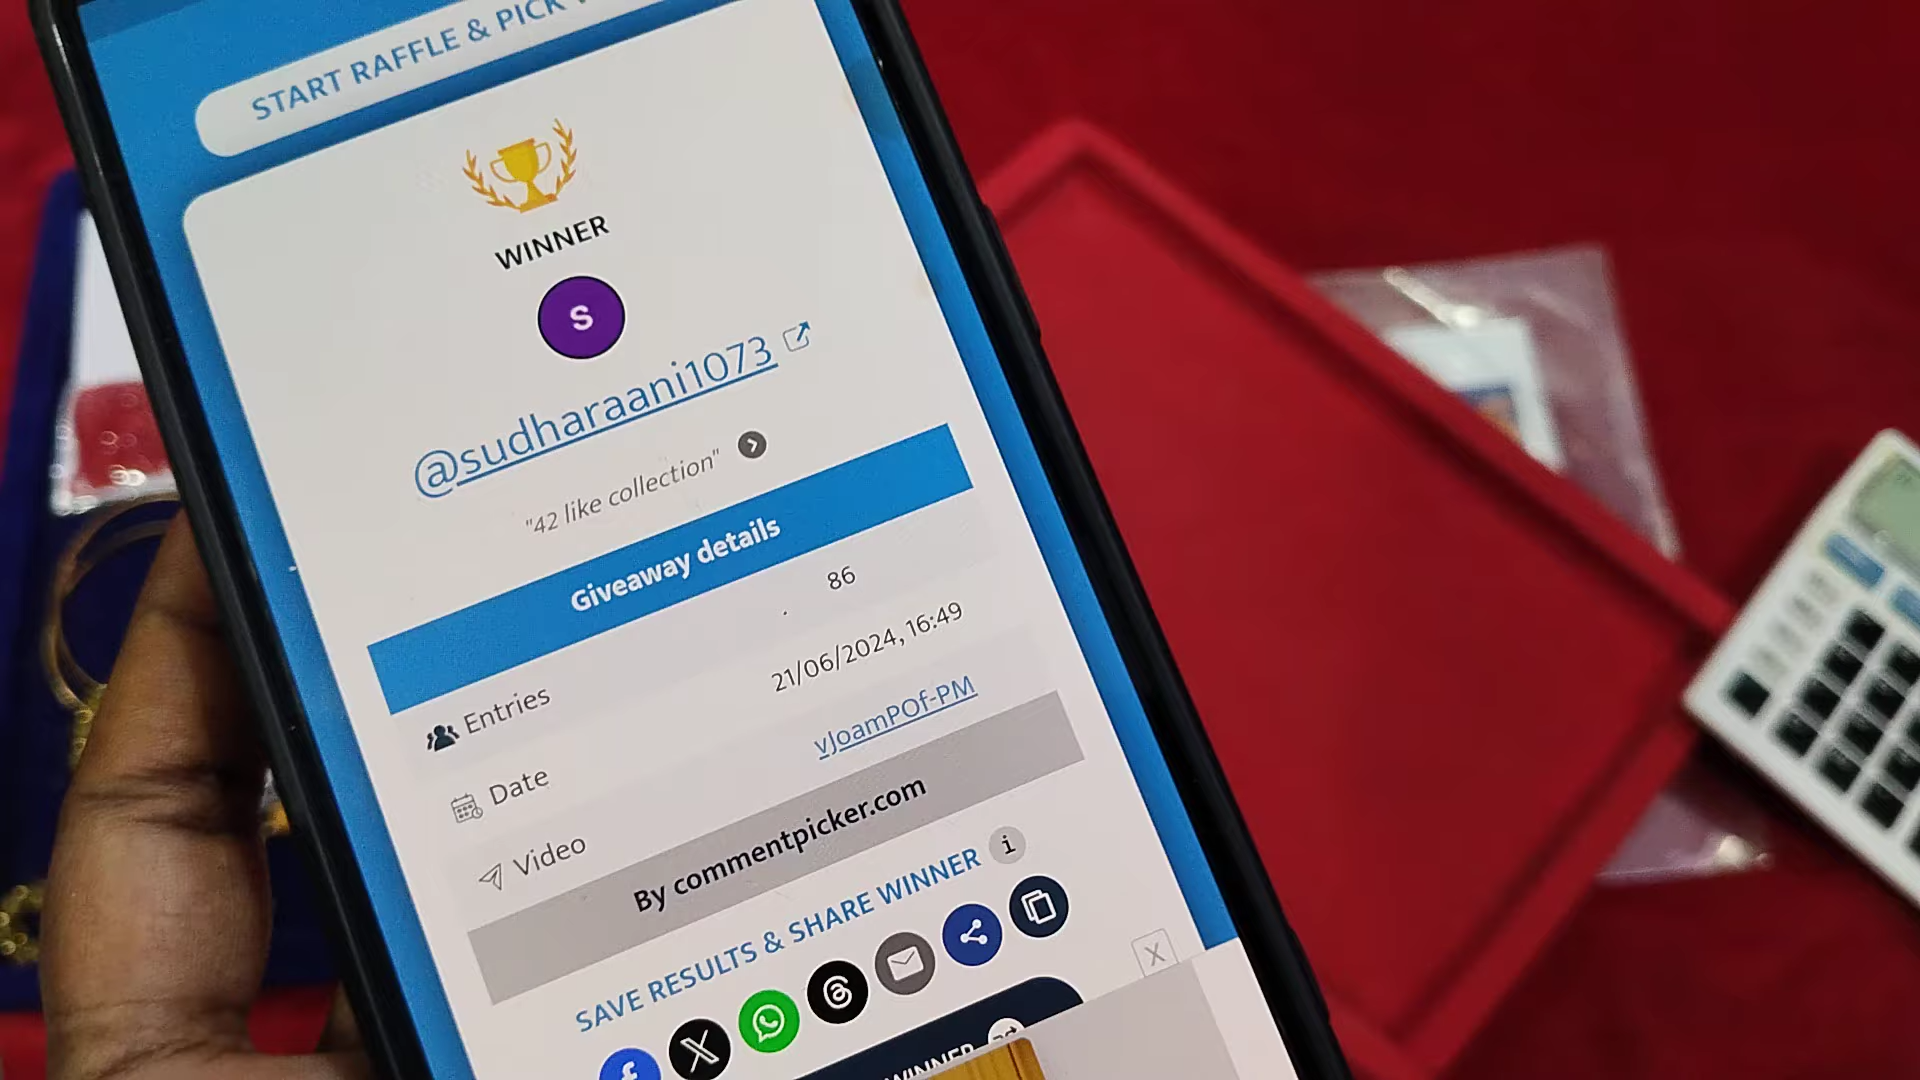 START RAFFLE & PICK
WINNER
S
@sudharaani1073
"42 like collection"
Giveaway details
Entries 86
Date 21/06/2024, 16:49
Video vJoamPOf-PM
By commentpicker.com
SAVE RESULTS & SHARE WINNER i
X
WINNER